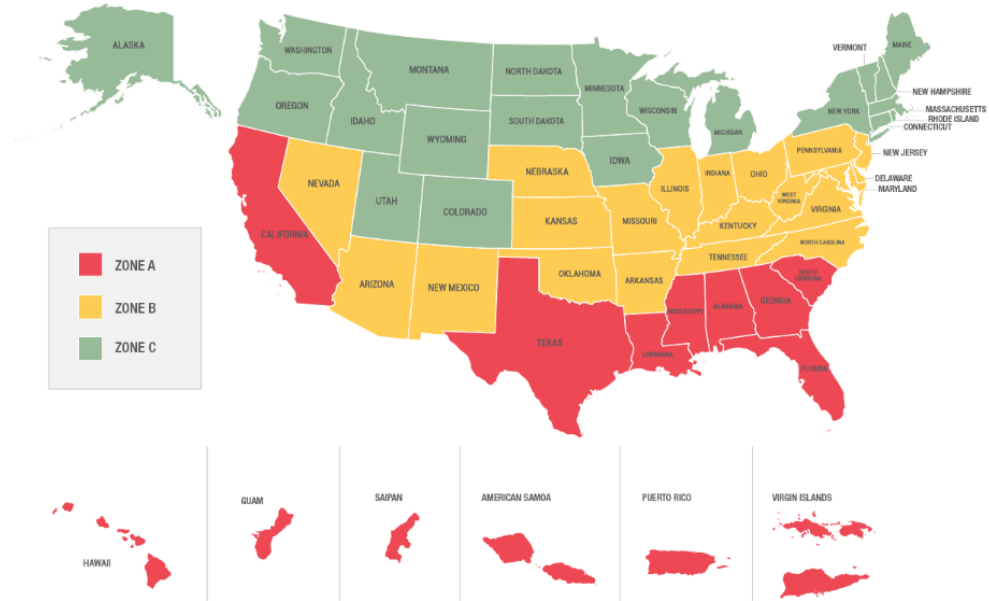 ALASKA
WASHINGTON
OREGON
IDAHO
MONTANA
WYOMING
NORTH DAKOTA
SOUTH DAKOTA
MINNESOTA
WISCONSIN
MICHIGAN
IOWA
VERMONT
MAINE
NEW YORK
NEW HAMPSHIRE
MASSACHUSETTS
RHODE ISLAND
CONNECTICUT
CALIFORNIA
NEVADA
UTAH
COLORADO
NEBRASKA
KANSAS
ILLINOIS
INDIANA
OHIO
PENNSYLVANIA
NEW JERSEY
DELAWARE
MARYLAND
WEST
VIRGINIA
VIRGINIA
MISSOURI
KENTUCKY
NORTH CAROLINA
TENNESSEE
ARIZONA
NEW MEXICO
OKLAHOMA
ARKANSAS
SOUTH
CAROLINA
MISSISSIPPI
ALABAMA
GEORGIA
TEXAS
LOUISIANA
FLORIDA
ZONE A
ZONE B
ZONE C
HAWAII
GUAM
SAIPAN
AMERICAN SAMOA
PUERTO RICO
VIRGIN ISLANDS